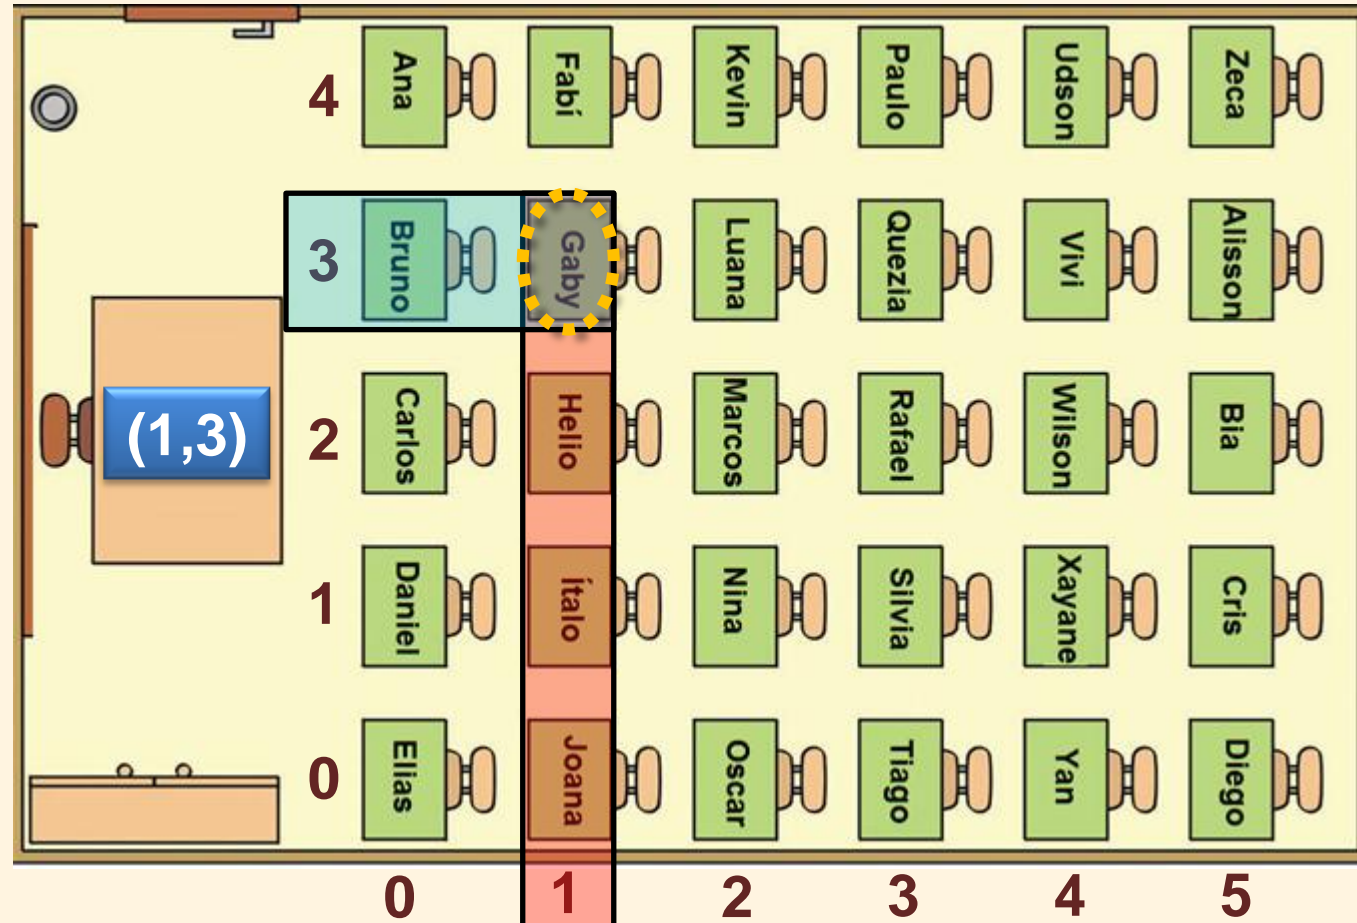 4 Ana Fabí Kevin Paulo Udson Zeca
3 Bruno Gaby Luana Quezia Vivi Alisson
(1,3)
2 Carlos Helio Marcos Rafael Wilson Bia
1 Daniel Ítalo Nina Silvia Xayane Cris
0 Elias Joana Oscar Tiago Yan Diego
0 1 2 3 4 5